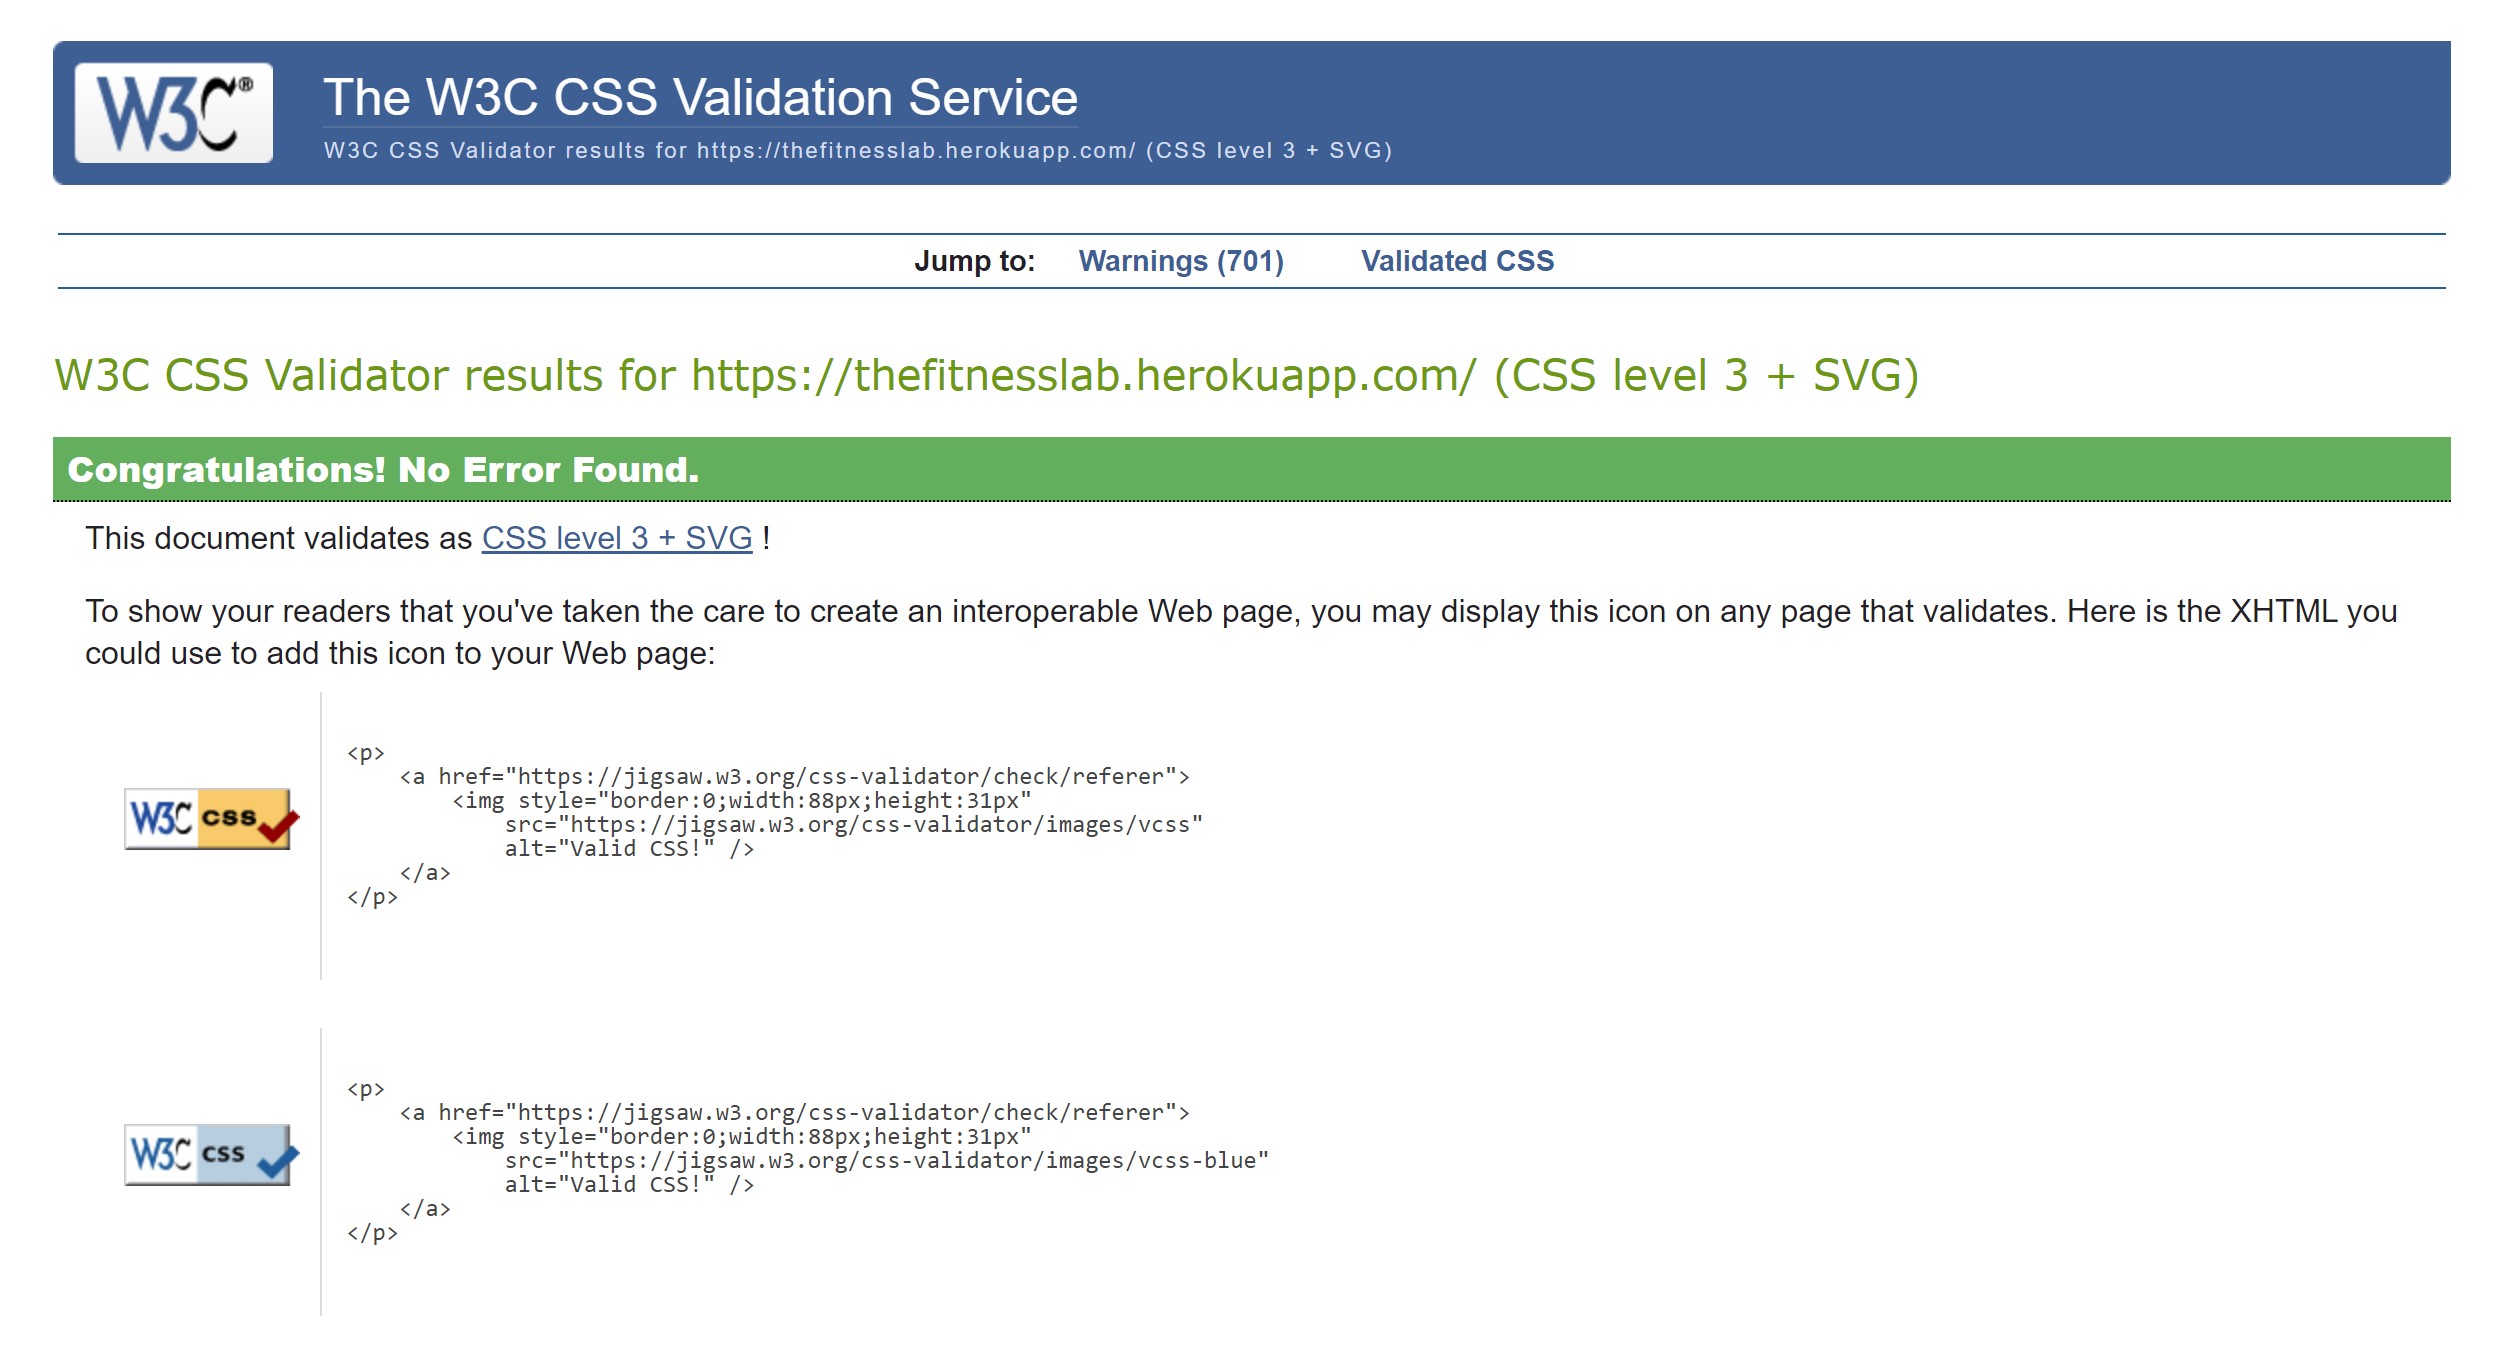 W3C®
The W3C CSS Validation Service
W3C CSS Validator results for https://thefitnesslab.herokuapp.com/ (CSS level 3 + SVG)
Jump to: Warnings (701) Validated CSS
W3C CSS Validator results for https://thefitnesslab.herokuapp.com/ (CSS level 3 + SVG)
Congratulations! No Error Found.
This document validates as CSS level 3 + SVG !
To show your readers that you've taken the care to create an interoperable Web page, you may display this icon on any page that validates. Here is the XHTML you
could use to add this icon to your Web page:
W3C css
<p>
    <a href="https://jigsaw.w3.org/css-validator/check/referer">
        <img style="border:0;width:88px;height:31px"
            src="https://jigsaw.w3.org/css-validator/images/vcss"
            alt="Valid CSS!" />
    </a>
</p>
W3C css
<p>
    <a href="https://jigsaw.w3.org/css-validator/check/referer">
        <img style="border:0;width:88px;height:31px"
            src="https://jigsaw.w3.org/css-validator/images/vcss-blue"
            alt="Valid CSS!" />
    </a>
</p>